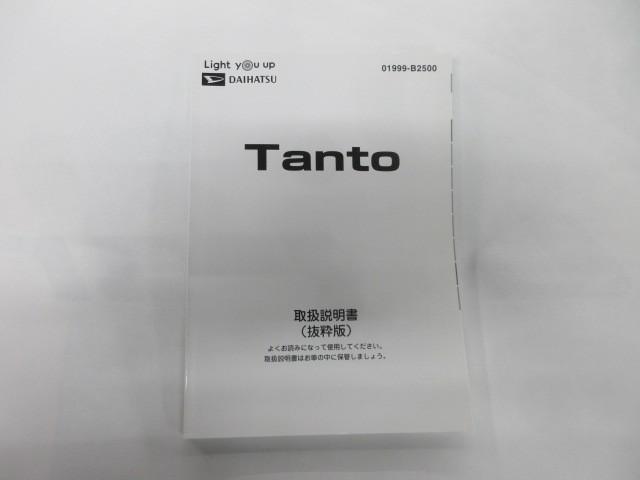 Light you up
DAIHATSU
01999-B2500
Tanto
取扱説明書
（抜粋版）
よくお読みになって使用してください。
取扱説明書はお車の中に保管しましょう。